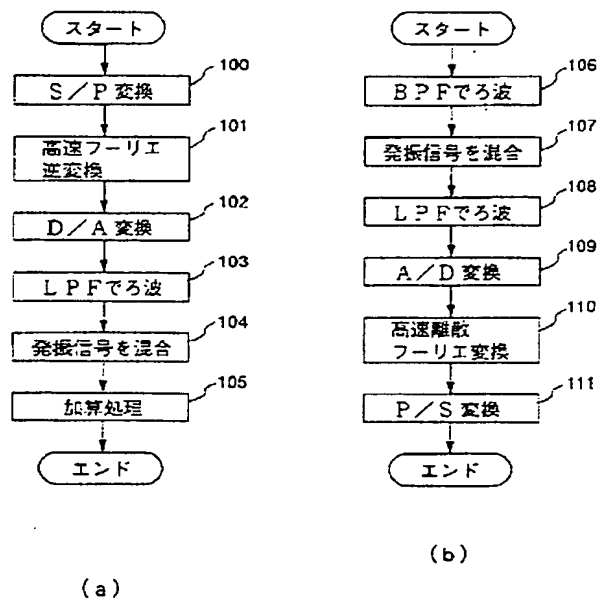 スタート
S/P 変換
100
高速フーリエ
逆変換
101
D/A 変換
102
LPFでろ波
103
発振信号を混合
104
加算処理
105
エンド
(a)
スタート
BPFでろ波
106
発振信号を混合
107
LPFでろ波
108
A/D 変換
109
高速離散
フーリエ変換
110
P/S 変換
111
エンド
(b)